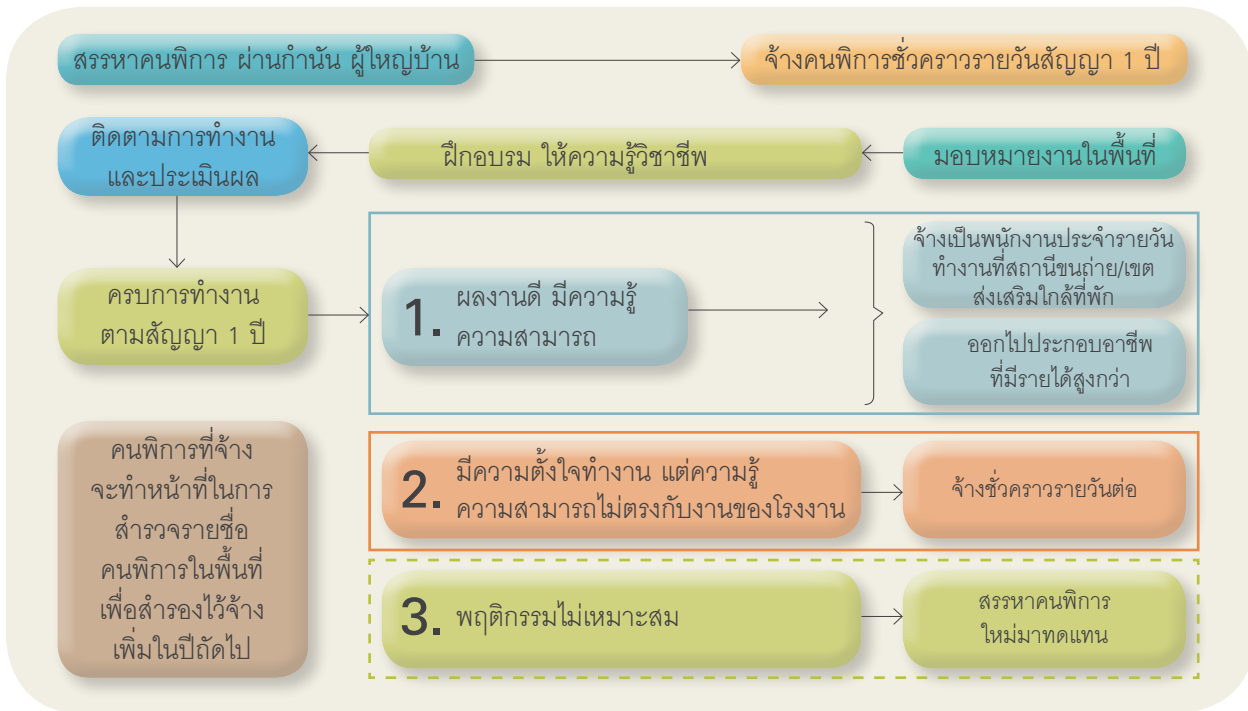 สรรหาคนพิการ ผ่านกำนัน ผู้ใหญ่บ้าน
จ้างคนพิการชั่วคราวรายวันสัญญา 1 ปี
มอบหมายงานในพื้นที่
ฝึกอบรม ให้ความรู้วิชาชีพ
ติดตามการทำงาน
และประเมินผล
ครบการทำงาน
ตามสัญญา 1 ปี
1. ผลงานดี มีความรู้
ความสามารถ
จ้างเป็นพนักงานประจำรายวัน
ทำงานที่สถานีขนถ่าย/เขต
ส่งเสริมใกล้ที่พัก
ออกไปประกอบอาชีพ
ที่มีรายได้สูงกว่า
2. มีความตั้งใจทำงาน แต่ความรู้
ความสามารถไม่ตรงกับงานของโรงงาน
จ้างชั่วคราวรายวันต่อ
3. พฤติกรรมไม่เหมาะสม
สรรหาคนพิการ
ใหม่มาทดแทน
คนพิการที่จ้าง
จะทำหน้าที่ในการ
สำรวจรายชื่อ
คนพิการในพื้นที่
เพื่อสำรองไว้จ้าง
เพิ่มในปีถัดไป